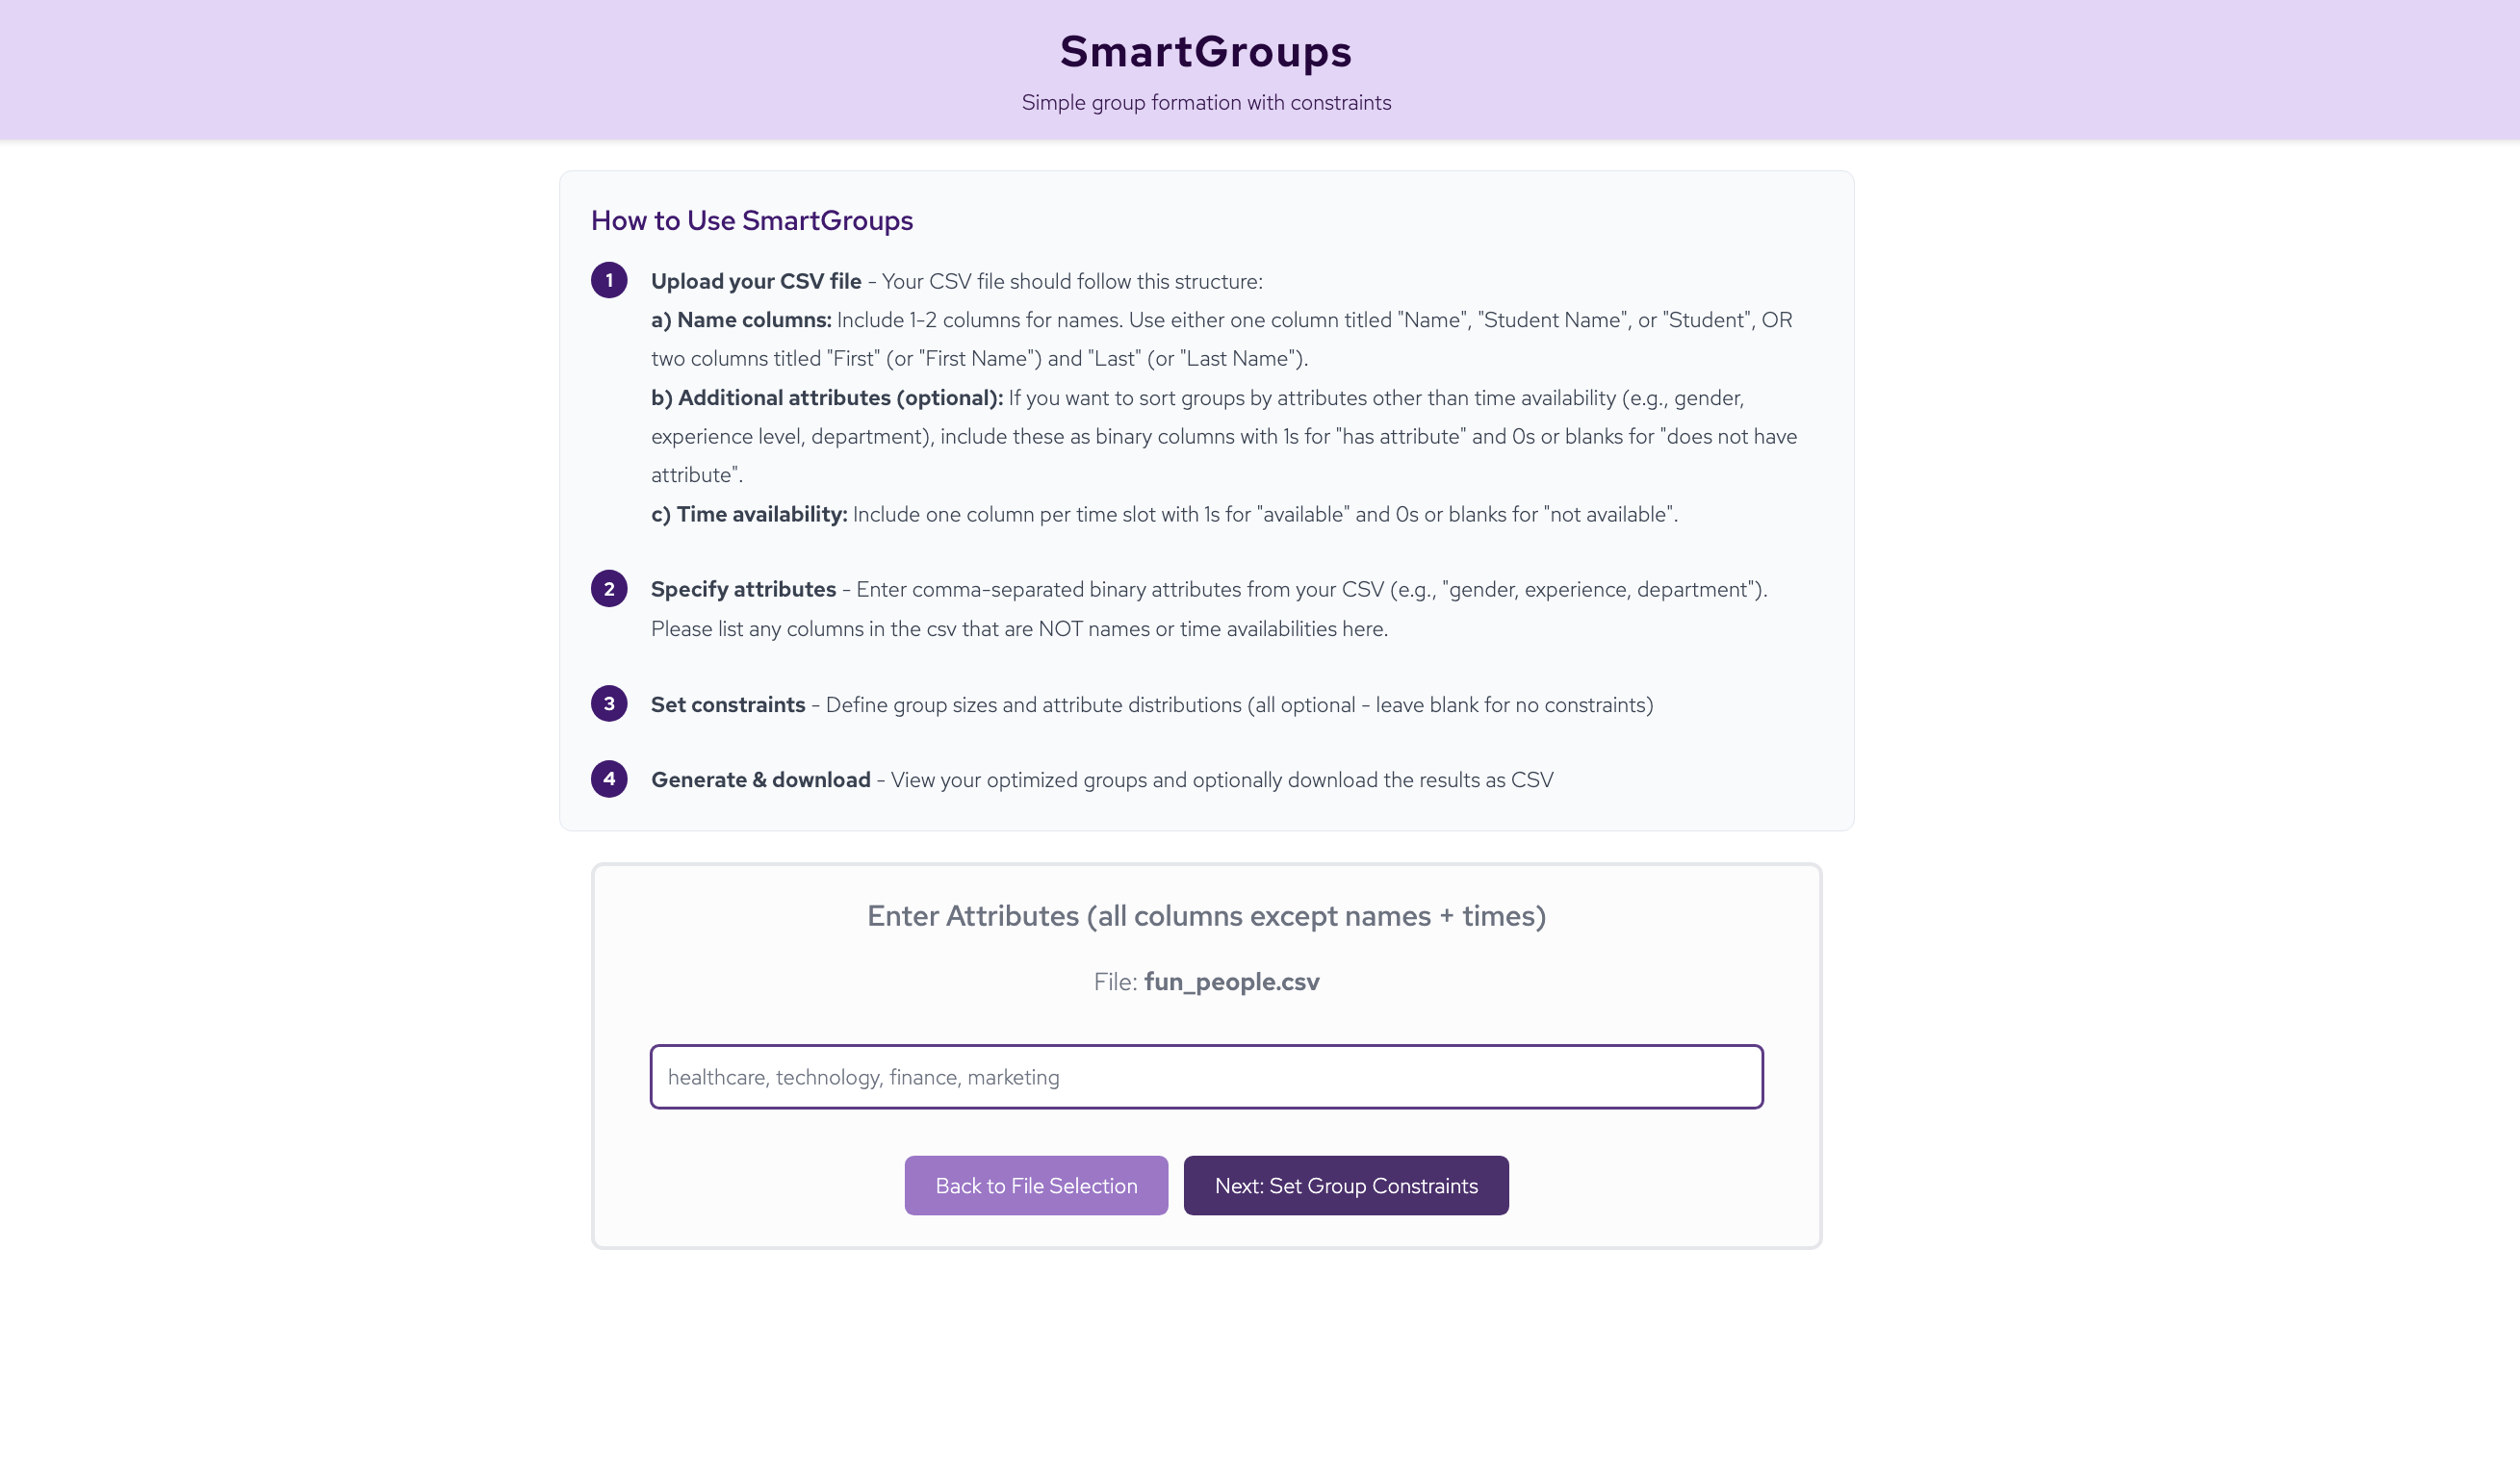 SmartGroups
Simple group formation with constraints
How to Use SmartGroups
1 Upload your CSV file - Your CSV file should follow this structure:
a) Name columns: Include 1-2 columns for names. Use either one column titled "Name", "Student Name", or "Student", OR
two columns titled "First" (or "First Name") and "Last" (or "Last Name").
b) Additional attributes (optional): If you want to sort groups by attributes other than time availability (e.g., gender,
experience level, department), include these as binary columns with 1s for "has attribute" and 0s or blanks for "does not have
attribute".
c) Time availability: Include one column per time slot with 1s for "available" and 0s or blanks for "not available".
2 Specify attributes - Enter comma-separated binary attributes from your CSV (e.g., "gender, experience, department").
Please list any columns in the csv that are NOT names or time availabilities here.
3 Set constraints - Define group sizes and attribute distributions (all optional - leave blank for no constraints)
4 Generate & download - View your optimized groups and optionally download the results as CSV
Enter Attributes (all columns except names + times)
File: fun_people.csv
healthcare, technology, finance, marketing
Back to File Selection
Next: Set Group Constraints